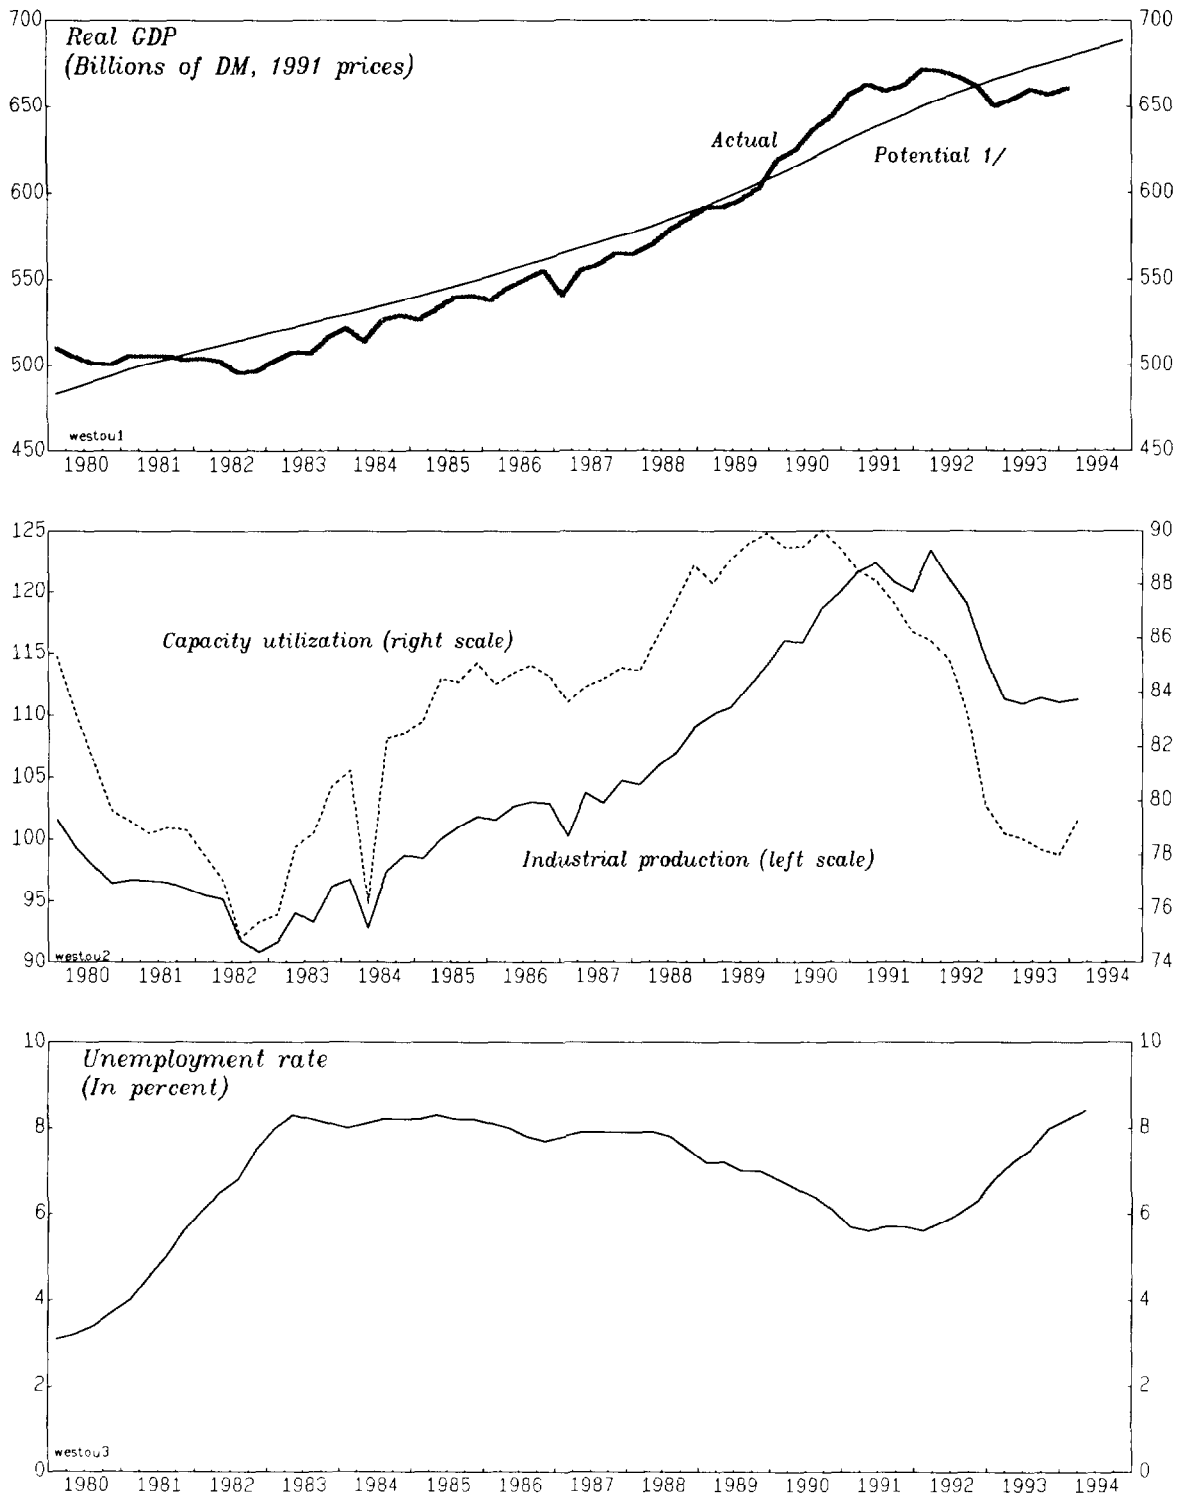 700 700
Real GDP
(Billions of DM, 1991 prices)
650 650
Actual
Potential 1/
600 600
550 550
500 500
westou1
450 450
1980 1981 1982 1983 1984 1985 1986 1987 1988 1989 1990 1991 1992 1993 1994
125 90
120 88
Capacity utilization (right scale)
115 86
84
110
82
105
80
100
Industrial production (left scale)
78
95
76
westou2
90 74
1980 1981 1982 1983 1984 1985 1986 1987 1988 1989 1990 1991 1992 1993 1994
10 10
Unemployment rate
(In percent)
8 8
6 6
4 4
2 2
westou3
0 0
1980 1981 1982 1983 1984 1985 1986 1987 1988 1989 1990 1991 1992 1993 1994